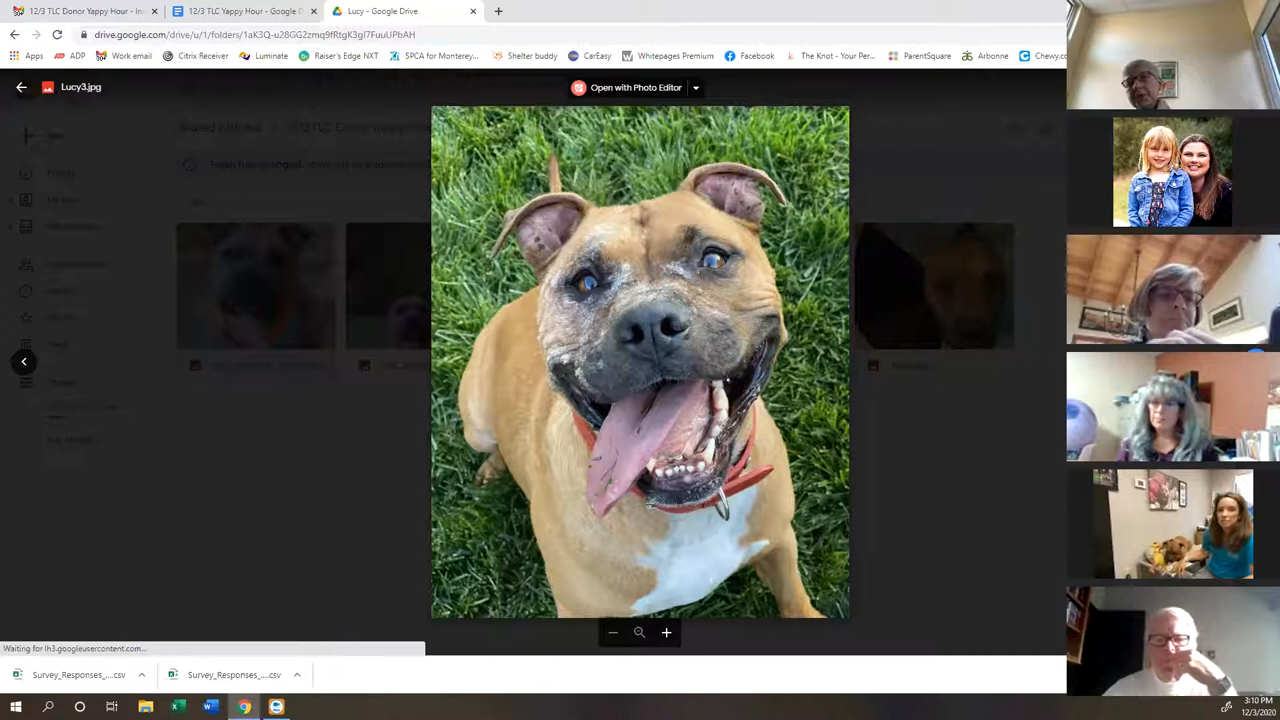 12/3 TLC Donor Yappy Hour - In
12/3 TLC Yappy Hour - Google D
Lucy - Google Drive
drive.google.com/drive/u/1/folders/1aK3Q-u28GG2zmq9fRtgK3gI7FuuUPbAH
Apps
ADP
Work email
Citrix Receiver
Luminate
Raiser's Edge NXT
SPCA for Monterey...
Shelter buddy
CarEasy
Whitepages Premium
Facebook
The Knot - Your Per...
ParentSquare
Arbonne
Chewy.co
Lucy3.jpg
Open with Photo Editor
Waiting for lh3.googleusercontent.com...
Survey_Responses_....csv
Survey_Responses_....csv
3:10 PM
12/3/2020